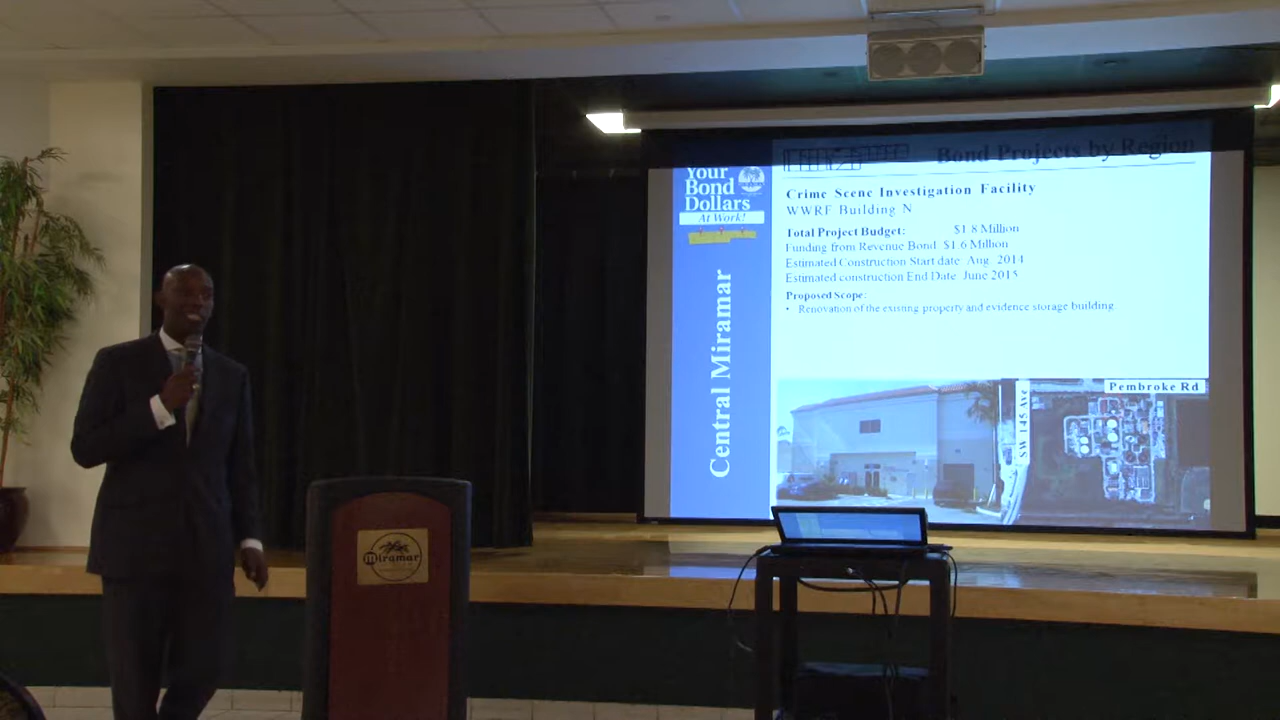 Bond Projects by Region
Your
Bond
Dollars
At Work!
Central Miramar
Crime Scene Investigation Facility
WWRF Building N
Total Project Budget: $1.8 Million
Funding from Revenue Bond: $1.6 Million
Estimated Construction Start date: Aug. 2014
Estimated construction End Date: June 2015
Proposed Scope:
• Renovation of the existing property and evidence storage building.
Pembroke Rd
SW 145 Ave
Miramar